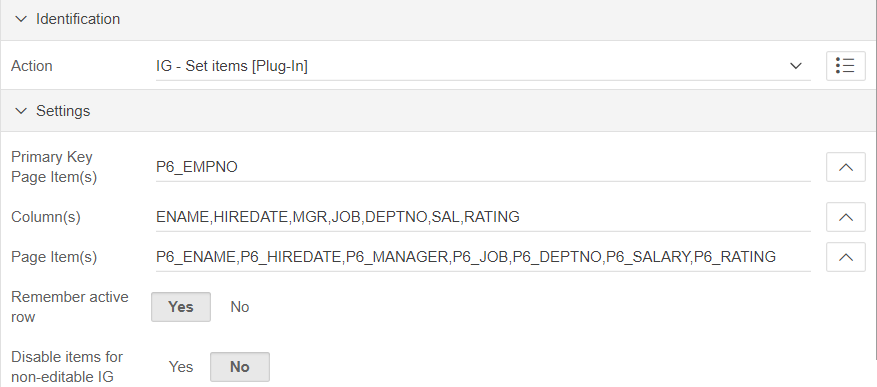 Identification
Action IG - Set items [Plug-In]
Settings
Primary Key
Page Item(s) P6_EMPNO
Column(s) ENAME,HIREDATE,MGR,JOB,DEPTNO,SAL,RATING
Page Item(s) P6_ENAME,P6_HIREDATE,P6_MANAGER,P6_JOB,P6_DEPTNO,P6_SALARY,P6_RATING
Remember active
row Yes No
Disable items for
non-editable IG Yes No